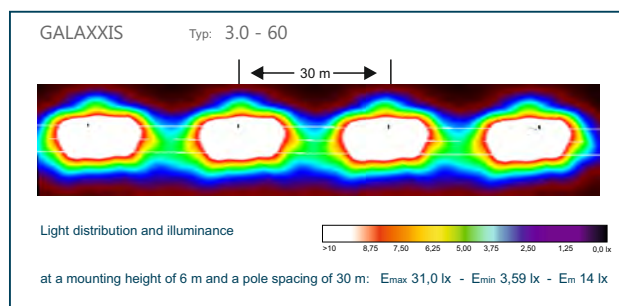 GALAXXIS Typ: 3.0 - 60
30 m
Light distribution and illuminance
>10 8,75 7,50 6,25 5,00 3,75 2,50 1,25 0,0 lx
at a mounting height of 6 m and a pole spacing of 30 m: Emax 31,0 lx - Emin 3,59 lx - Em 14 lx